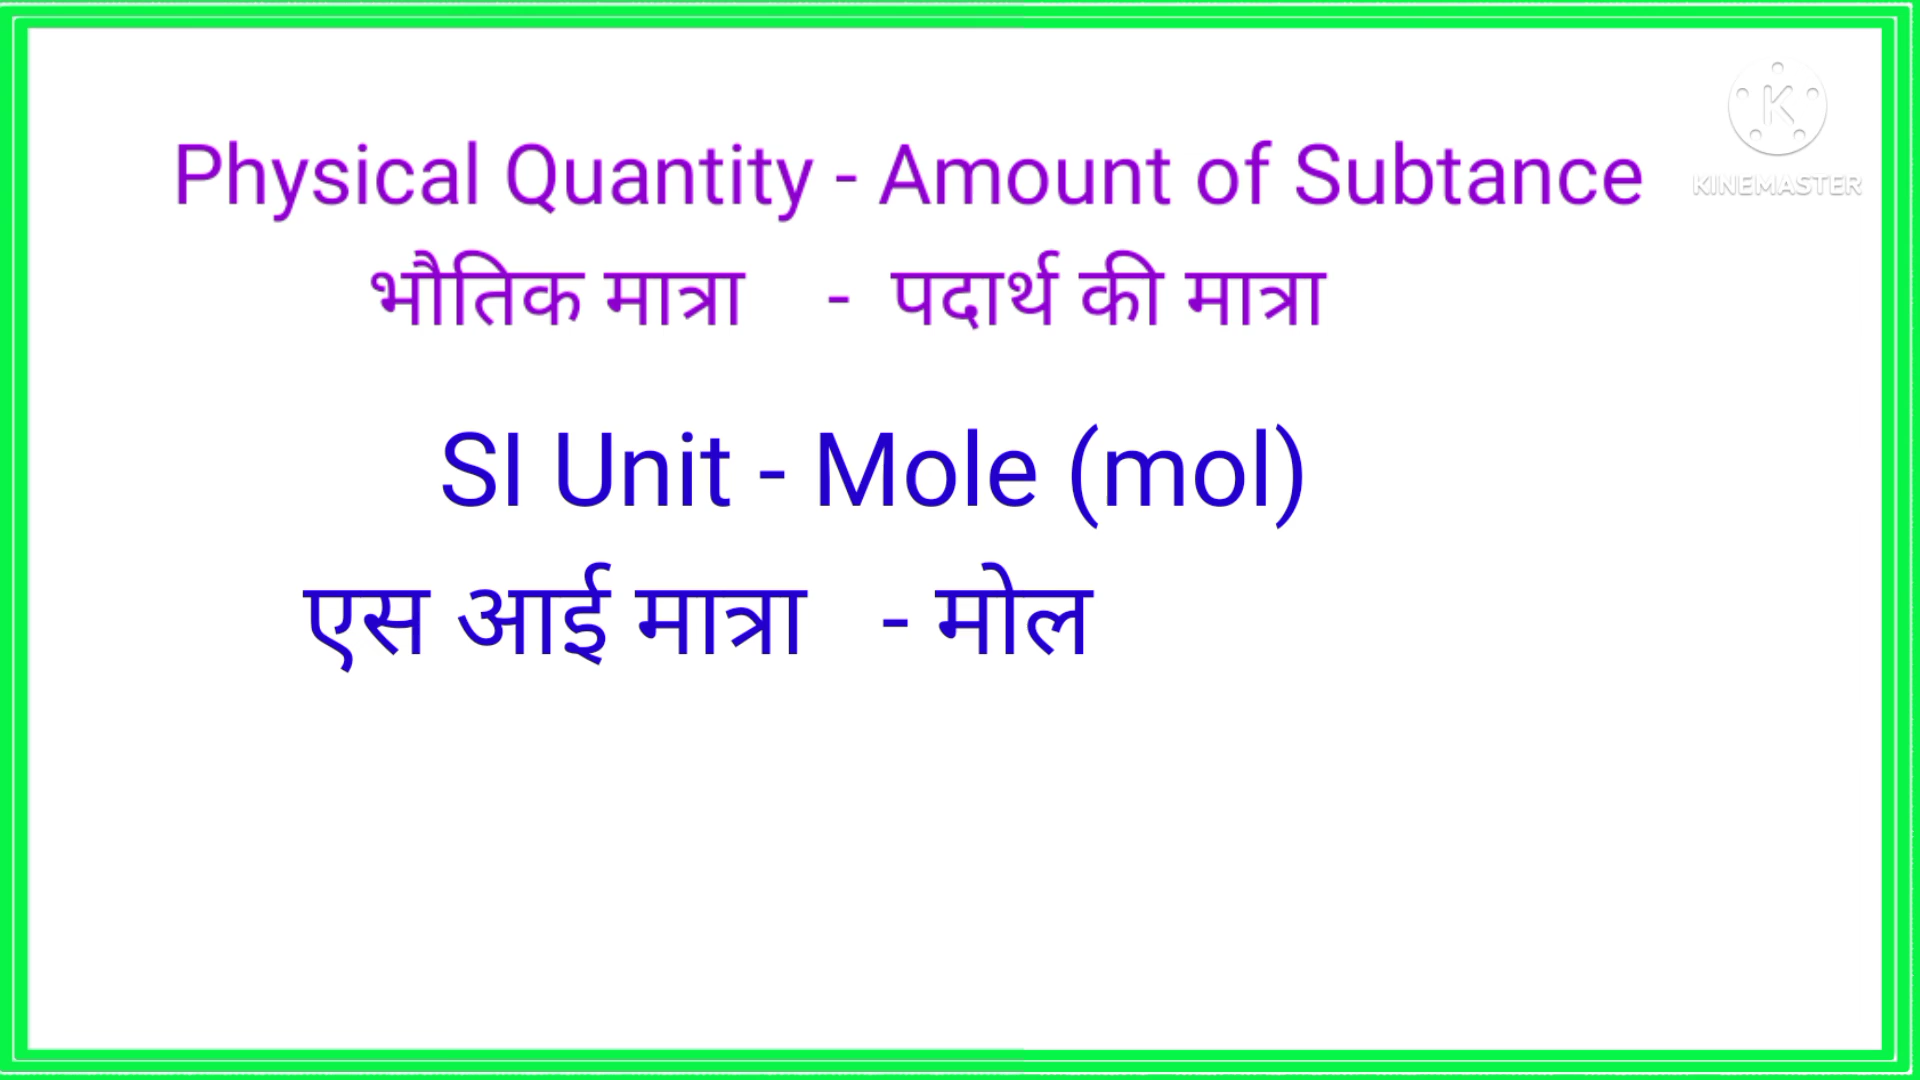 Physical Quantity - Amount of Subtance
K
KINEMASTER
भौतिक मात्रा - पदार्थ की मात्रा
SI Unit - Mole (mol)
एस आई मात्रा - मोल